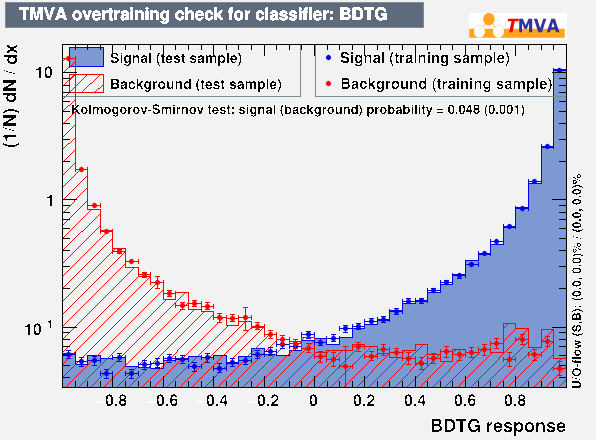 TMVA overtraining check for classifier: BDTG
TMVA
Signal (test sample)
Background (test sample)
Signal (training sample)
Background (training sample)
Kolmogorov-Smirnov test: signal (background) probability = 0.048 (0.001)
(1/N) dN / dx
10
1
10⁻¹
-0.8 -0.6 -0.4 -0.2 0 0.2 0.4 0.6 0.8
BDTG response
U/O-flow (S,B): (0.0, 0.0)% / (0.0, 0.0)%